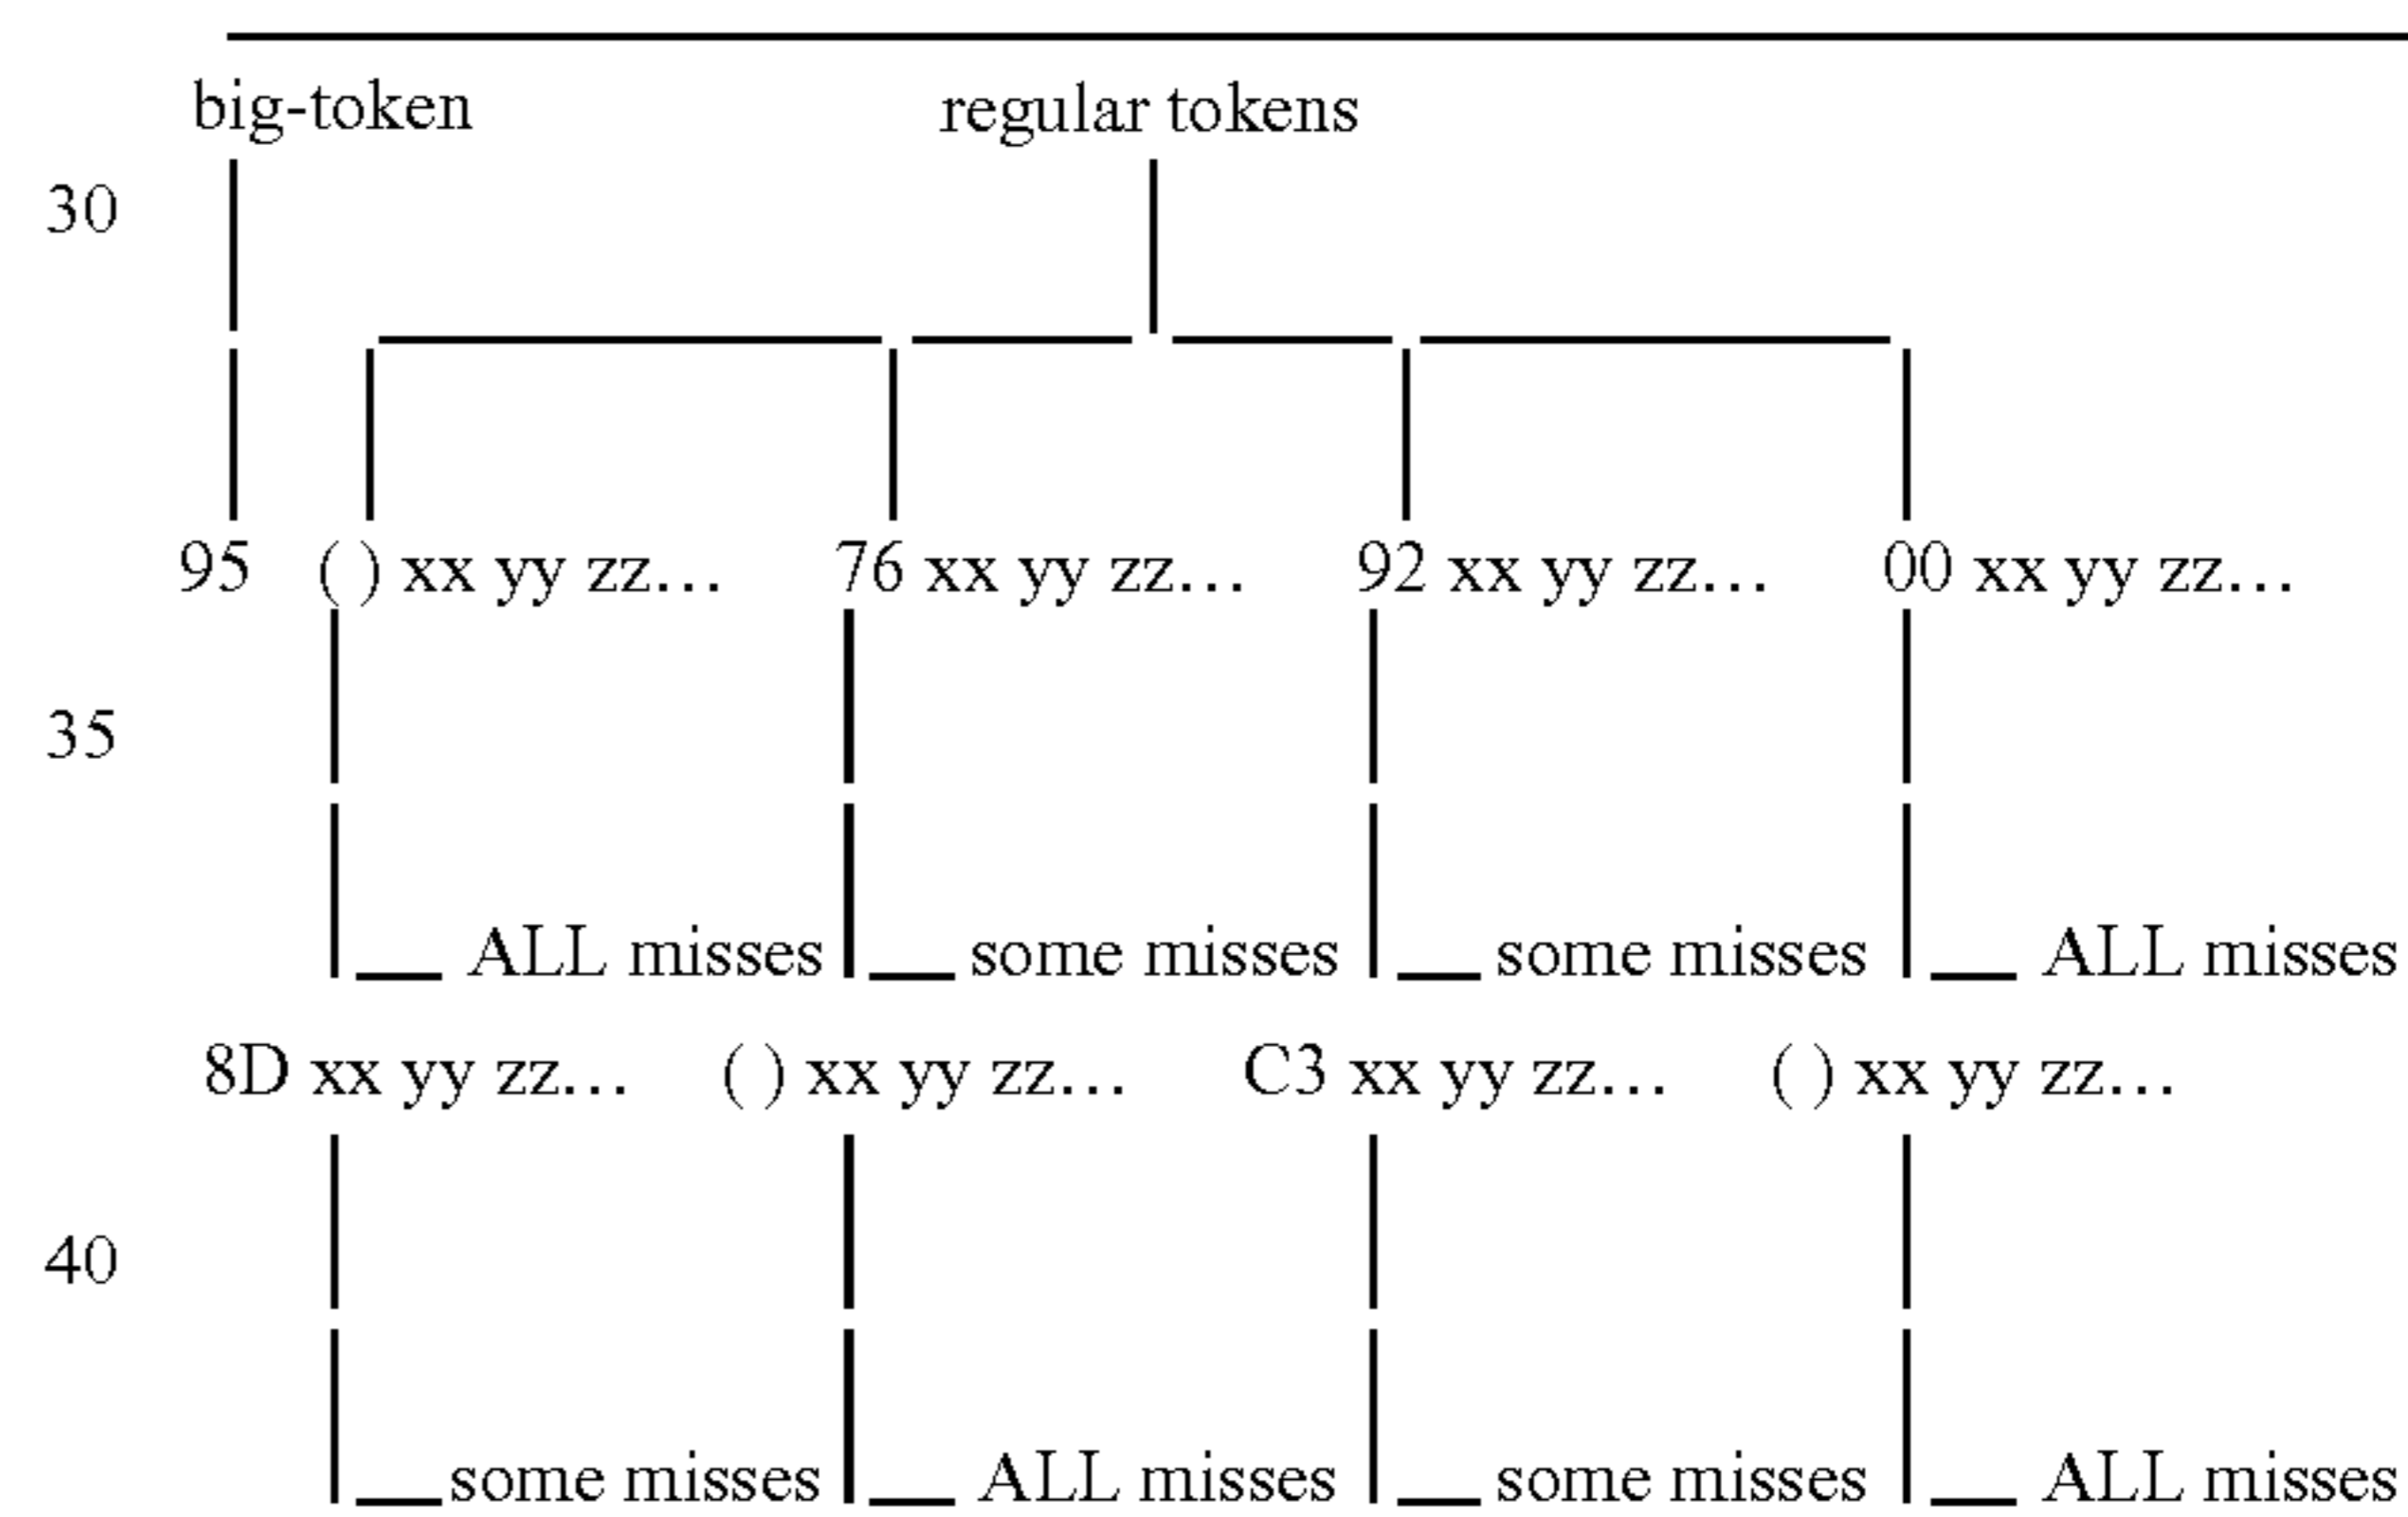 big-token regular tokens
30
95 ( ) xx yy zz… 76 xx yy zz… 92 xx yy zz… 00 xx yy zz…
35
ALL misses some misses some misses ALL misses
8D xx yy zz… ( ) xx yy zz… C3 xx yy zz… ( ) xx yy zz…
40
some misses ALL misses some misses ALL misses